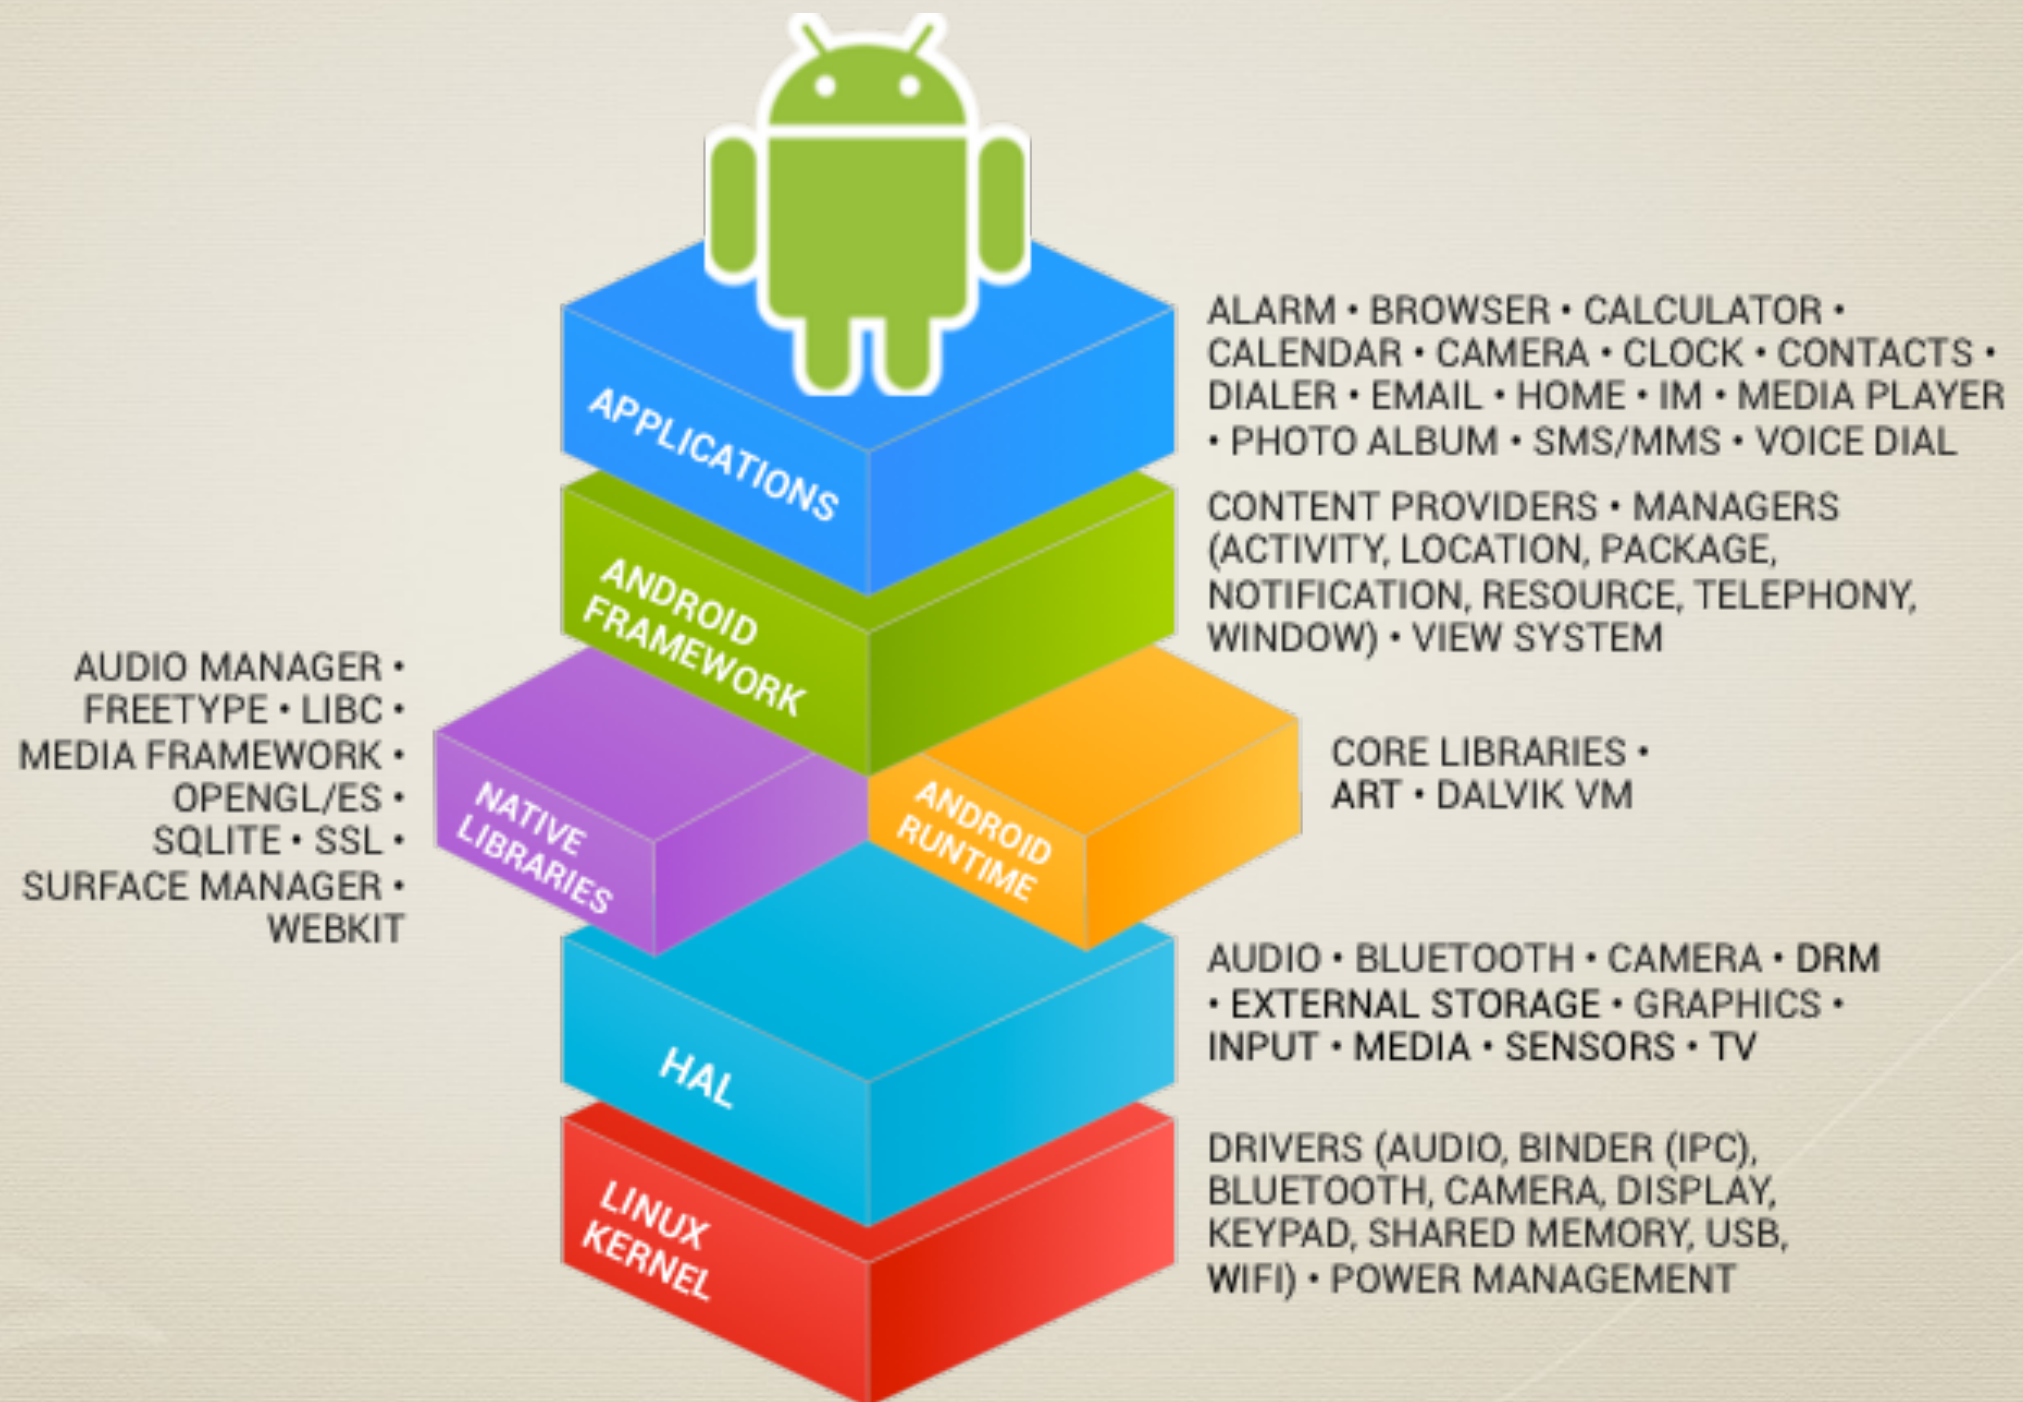 APPLICATIONS
ALARM • BROWSER • CALCULATOR •
CALENDAR • CAMERA • CLOCK • CONTACTS •
DIALER • EMAIL • HOME • IM • MEDIA PLAYER
• PHOTO ALBUM • SMS/MMS • VOICE DIAL
ANDROID
FRAMEWORK
CONTENT PROVIDERS • MANAGERS
(ACTIVITY, LOCATION, PACKAGE,
NOTIFICATION, RESOURCE, TELEPHONY,
WINDOW) • VIEW SYSTEM
AUDIO MANAGER •
FREETYPE • LIBC •
MEDIA FRAMEWORK •
OPENGL/ES •
SQLITE • SSL •
SURFACE MANAGER •
WEBKIT
NATIVE
LIBRARIES
ANDROID
RUNTIME
CORE LIBRARIES •
ART • DALVIK VM
HAL
AUDIO • BLUETOOTH • CAMERA • DRM
• EXTERNAL STORAGE • GRAPHICS •
INPUT • MEDIA • SENSORS • TV
LINUX
KERNEL
DRIVERS (AUDIO, BINDER (IPC),
BLUETOOTH, CAMERA, DISPLAY,
KEYPAD, SHARED MEMORY, USB,
WIFI) • POWER MANAGEMENT